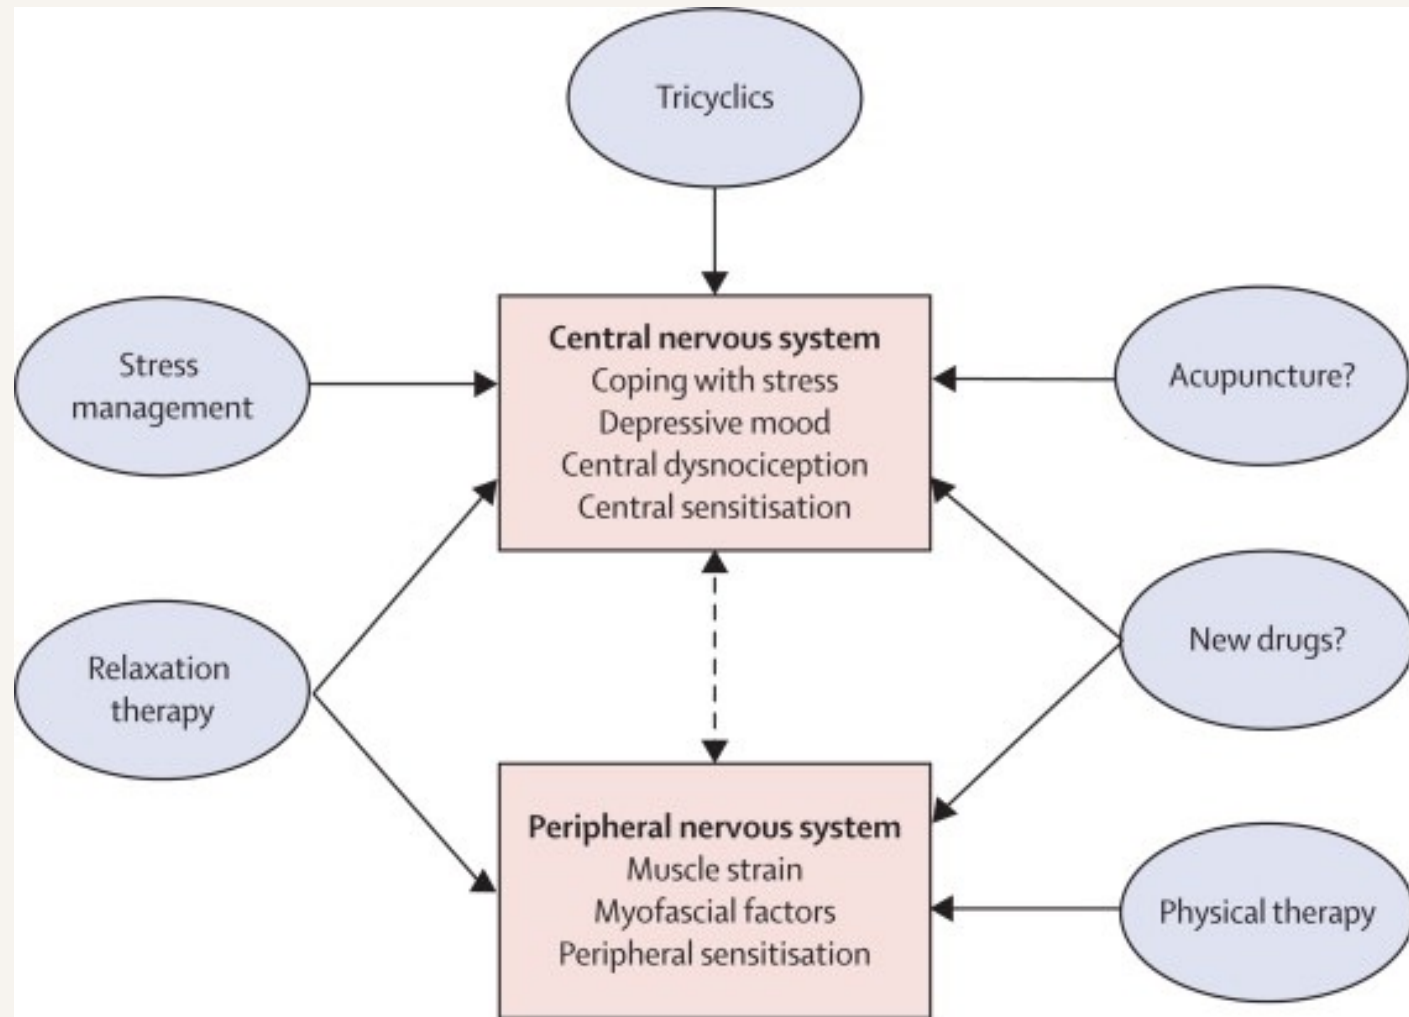 Tricyclics
Stress
management
Central nervous system
Coping with stress
Depressive mood
Central dysnociception
Central sensitisation
Acupuncture?
Relaxation
therapy
New drugs?
Peripheral nervous system
Muscle strain
Myofascial factors
Peripheral sensitisation
Physical therapy